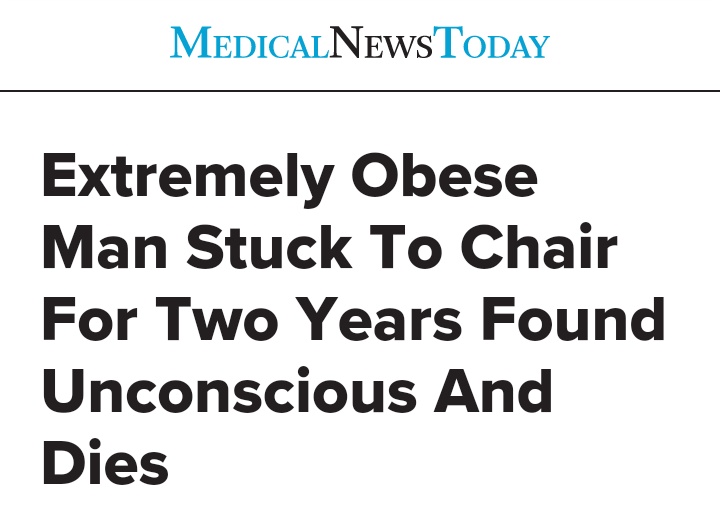 MEDICALNEWSTODAY
Extremely Obese
Man Stuck To Chair
For Two Years Found
Unconscious And
Dies